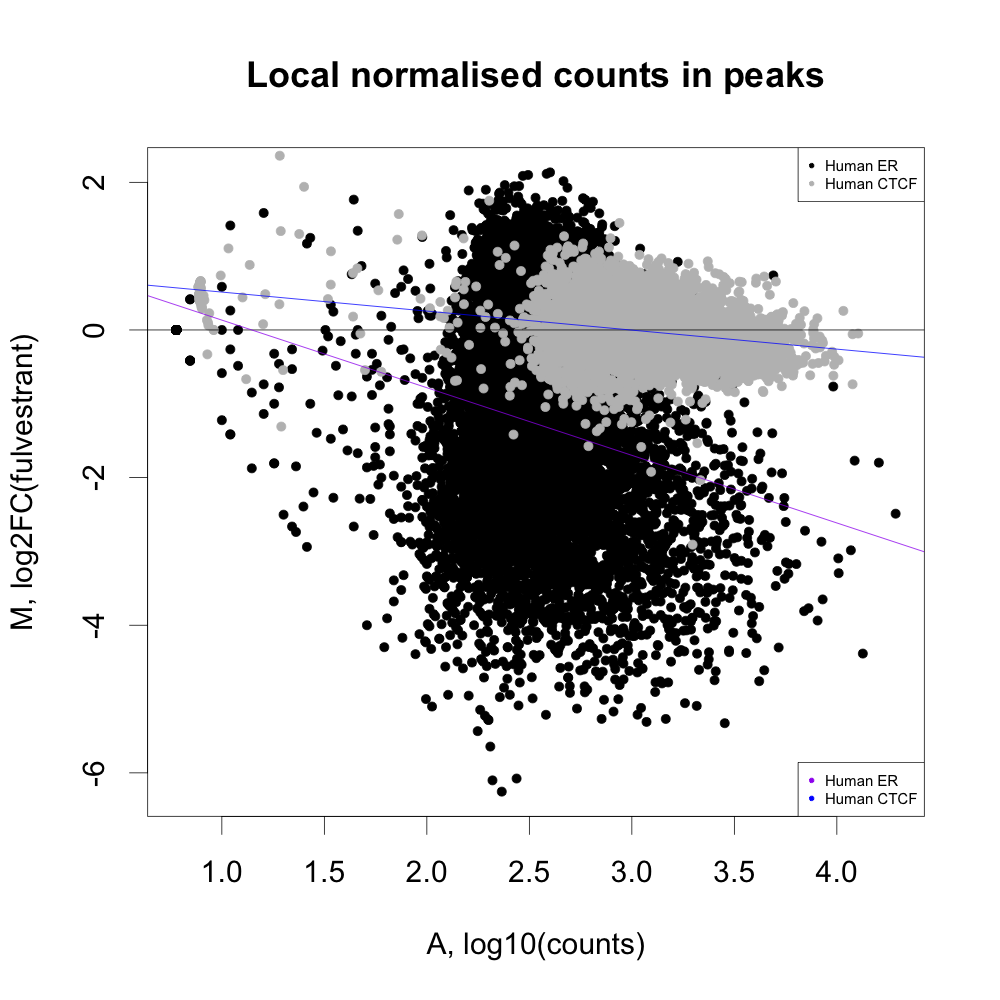 Local normalised counts in peaks
Human ER
Human CTCF
M, log2FC(fulvestrant)
2
0
-2
-4
-6
Human ER
Human CTCF
1.0 1.5 2.0 2.5 3.0 3.5 4.0
A, log10(counts)